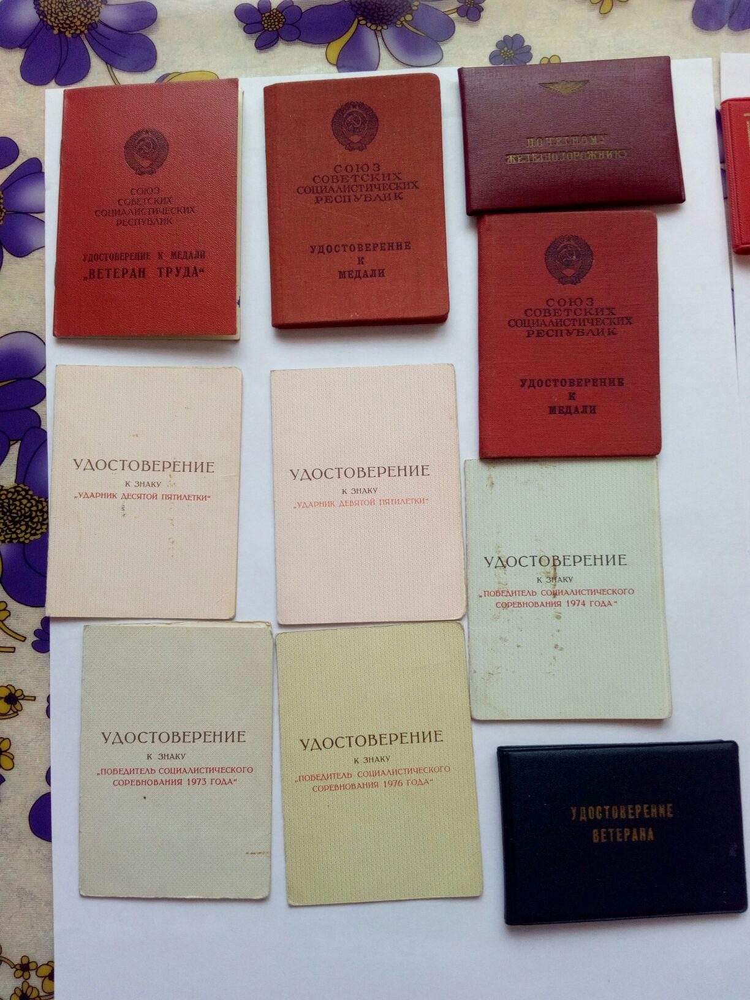 СОЮЗ
СОВЕТСКИХ
СОЦИАЛИСТИЧЕСКИХ
РЕСПУБЛИК
УДОСТОВЕРЕНИЕ К МЕДАЛИ
„ВЕТЕРАН ТРУДА“
СОЮЗ
СОВЕТСКИХ
СОЦИАЛИСТИЧЕСКИХ
РЕСПУБЛИК
УДОСТОВЕРЕНИЕ
К
МЕДАЛИ
ПОЧЕТНОМУ
ЖЕЛЕЗНОДОРОЖНИКУ
СОЮЗ
СОВЕТСКИХ
СОЦИАЛИСТИЧЕСКИХ
РЕСПУБЛИК
УДОСТОВЕРЕНИЕ
К
МЕДАЛИ
УДОСТОВЕРЕНИЕ
К ЗНАКУ
„УДАРНИК ДЕСЯТОЙ ПЯТИЛЕТКИ“
УДОСТОВЕРЕНИЕ
К ЗНАКУ
„УДАРНИК ДЕВЯТОЙ ПЯТИЛЕТКИ“
УДОСТОВЕРЕНИЕ
К ЗНАКУ
„ПОБЕДИТЕЛЬ СОЦИАЛИСТИЧЕСКОГО
СОРЕВНОВАНИЯ 1974 ГОДА“
УДОСТОВЕРЕНИЕ
К ЗНАКУ
„ПОБЕДИТЕЛЬ СОЦИАЛИСТИЧЕСКОГО
СОРЕВНОВАНИЯ 1973 ГОДА“
УДОСТОВЕРЕНИЕ
К ЗНАКУ
„ПОБЕДИТЕЛЬ СОЦИАЛИСТИЧЕСКОГО
СОРЕВНОВАНИЯ 1976 ГОДА“
УДОСТОВЕРЕНИЕ
ВЕТЕРАНА